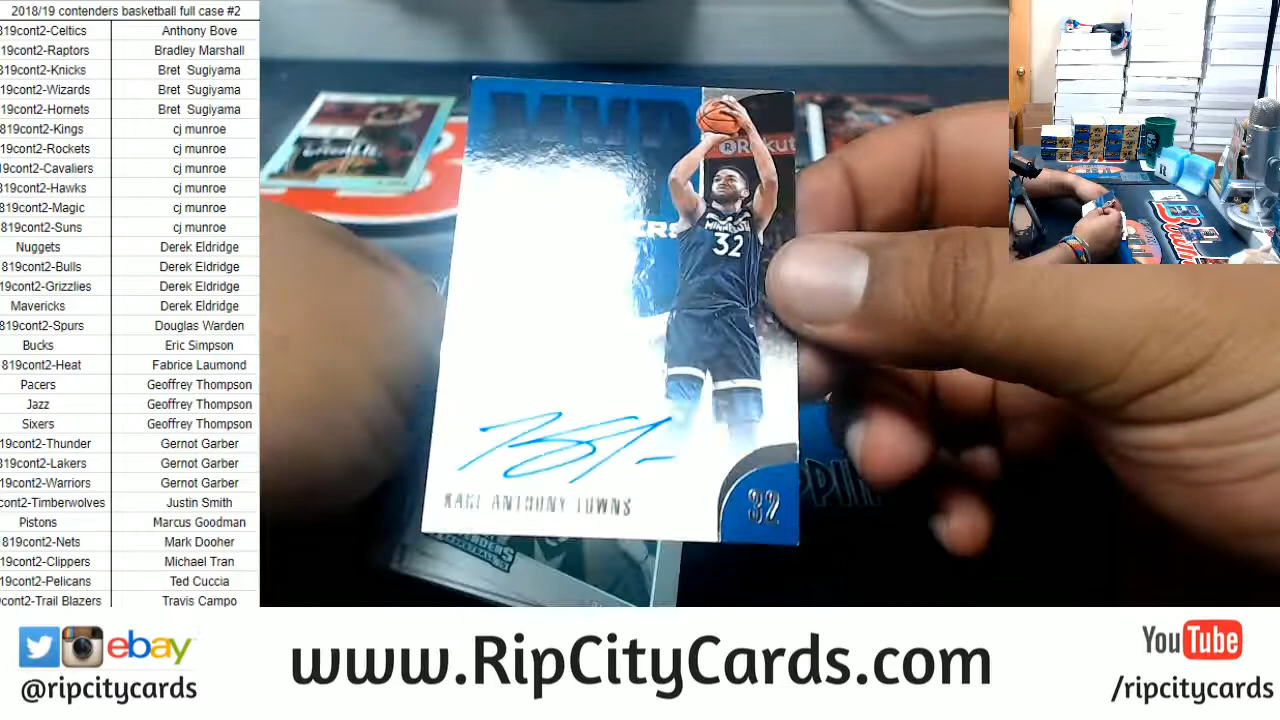 2018/19 contenders basketball full case #2
819cont2-Celtics Anthony Bove
19cont2-Raptors Bradley Marshall
319cont2-Knicks Bret Sugiyama
19cont2-Wizards Bret Sugiyama
19cont2-Hornets Bret Sugiyama
819cont2-Kings cj munroe
19cont2-Rockets cj munroe
19cont2-Cavaliers cj munroe
319cont2-Hawks cj munroe
819cont2-Magic cj munroe
819cont2-Suns cj munroe
Nuggets Derek Eldridge
819cont2-Bulls Derek Eldridge
19cont2-Grizzlies Derek Eldridge
Mavericks Derek Eldridge
819cont2-Spurs Douglas Warden
Bucks Eric Simpson
819cont2-Heat Fabrice Laumond
Pacers Geoffrey Thompson
Jazz Geoffrey Thompson
Sixers Geoffrey Thompson
19cont2-Thunder Gernot Garber
319cont2-Lakers Gernot Garber
19cont2-Warriors Gernot Garber
cont2-Timberwolves Justin Smith
Pistons Marcus Goodman
819cont2-Nets Mark Dooher
19cont2-Clippers Michael Tran
19cont2-Pelicans Ted Cuccia
cont2-Trail Blazers Travis Campo
MVP
MINNESOTA
32
KARL-ANTHONY TOWNS
32
ebay
@ripcitycards
www.RipCityCards.com
YouTube
/ripcitycards